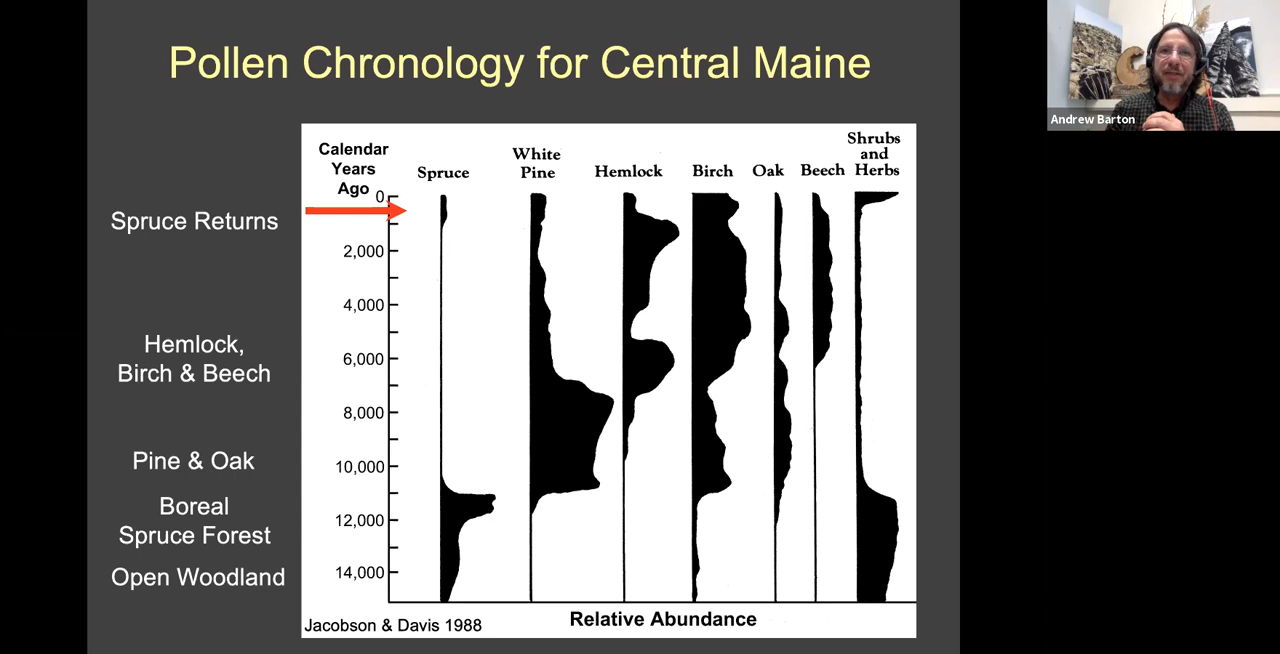 Pollen Chronology for Central Maine
Andrew Barton
Calendar
Years
Ago
Spruce
White
Pine
Hemlock
Birch
Oak
Beech
Shrubs
and
Herbs
0
2,000
4,000
6,000
8,000
10,000
12,000
14,000
Spruce Returns
Hemlock,
Birch & Beech
Pine & Oak
Boreal
Spruce Forest
Open Woodland
Relative Abundance
Jacobson & Davis 1988